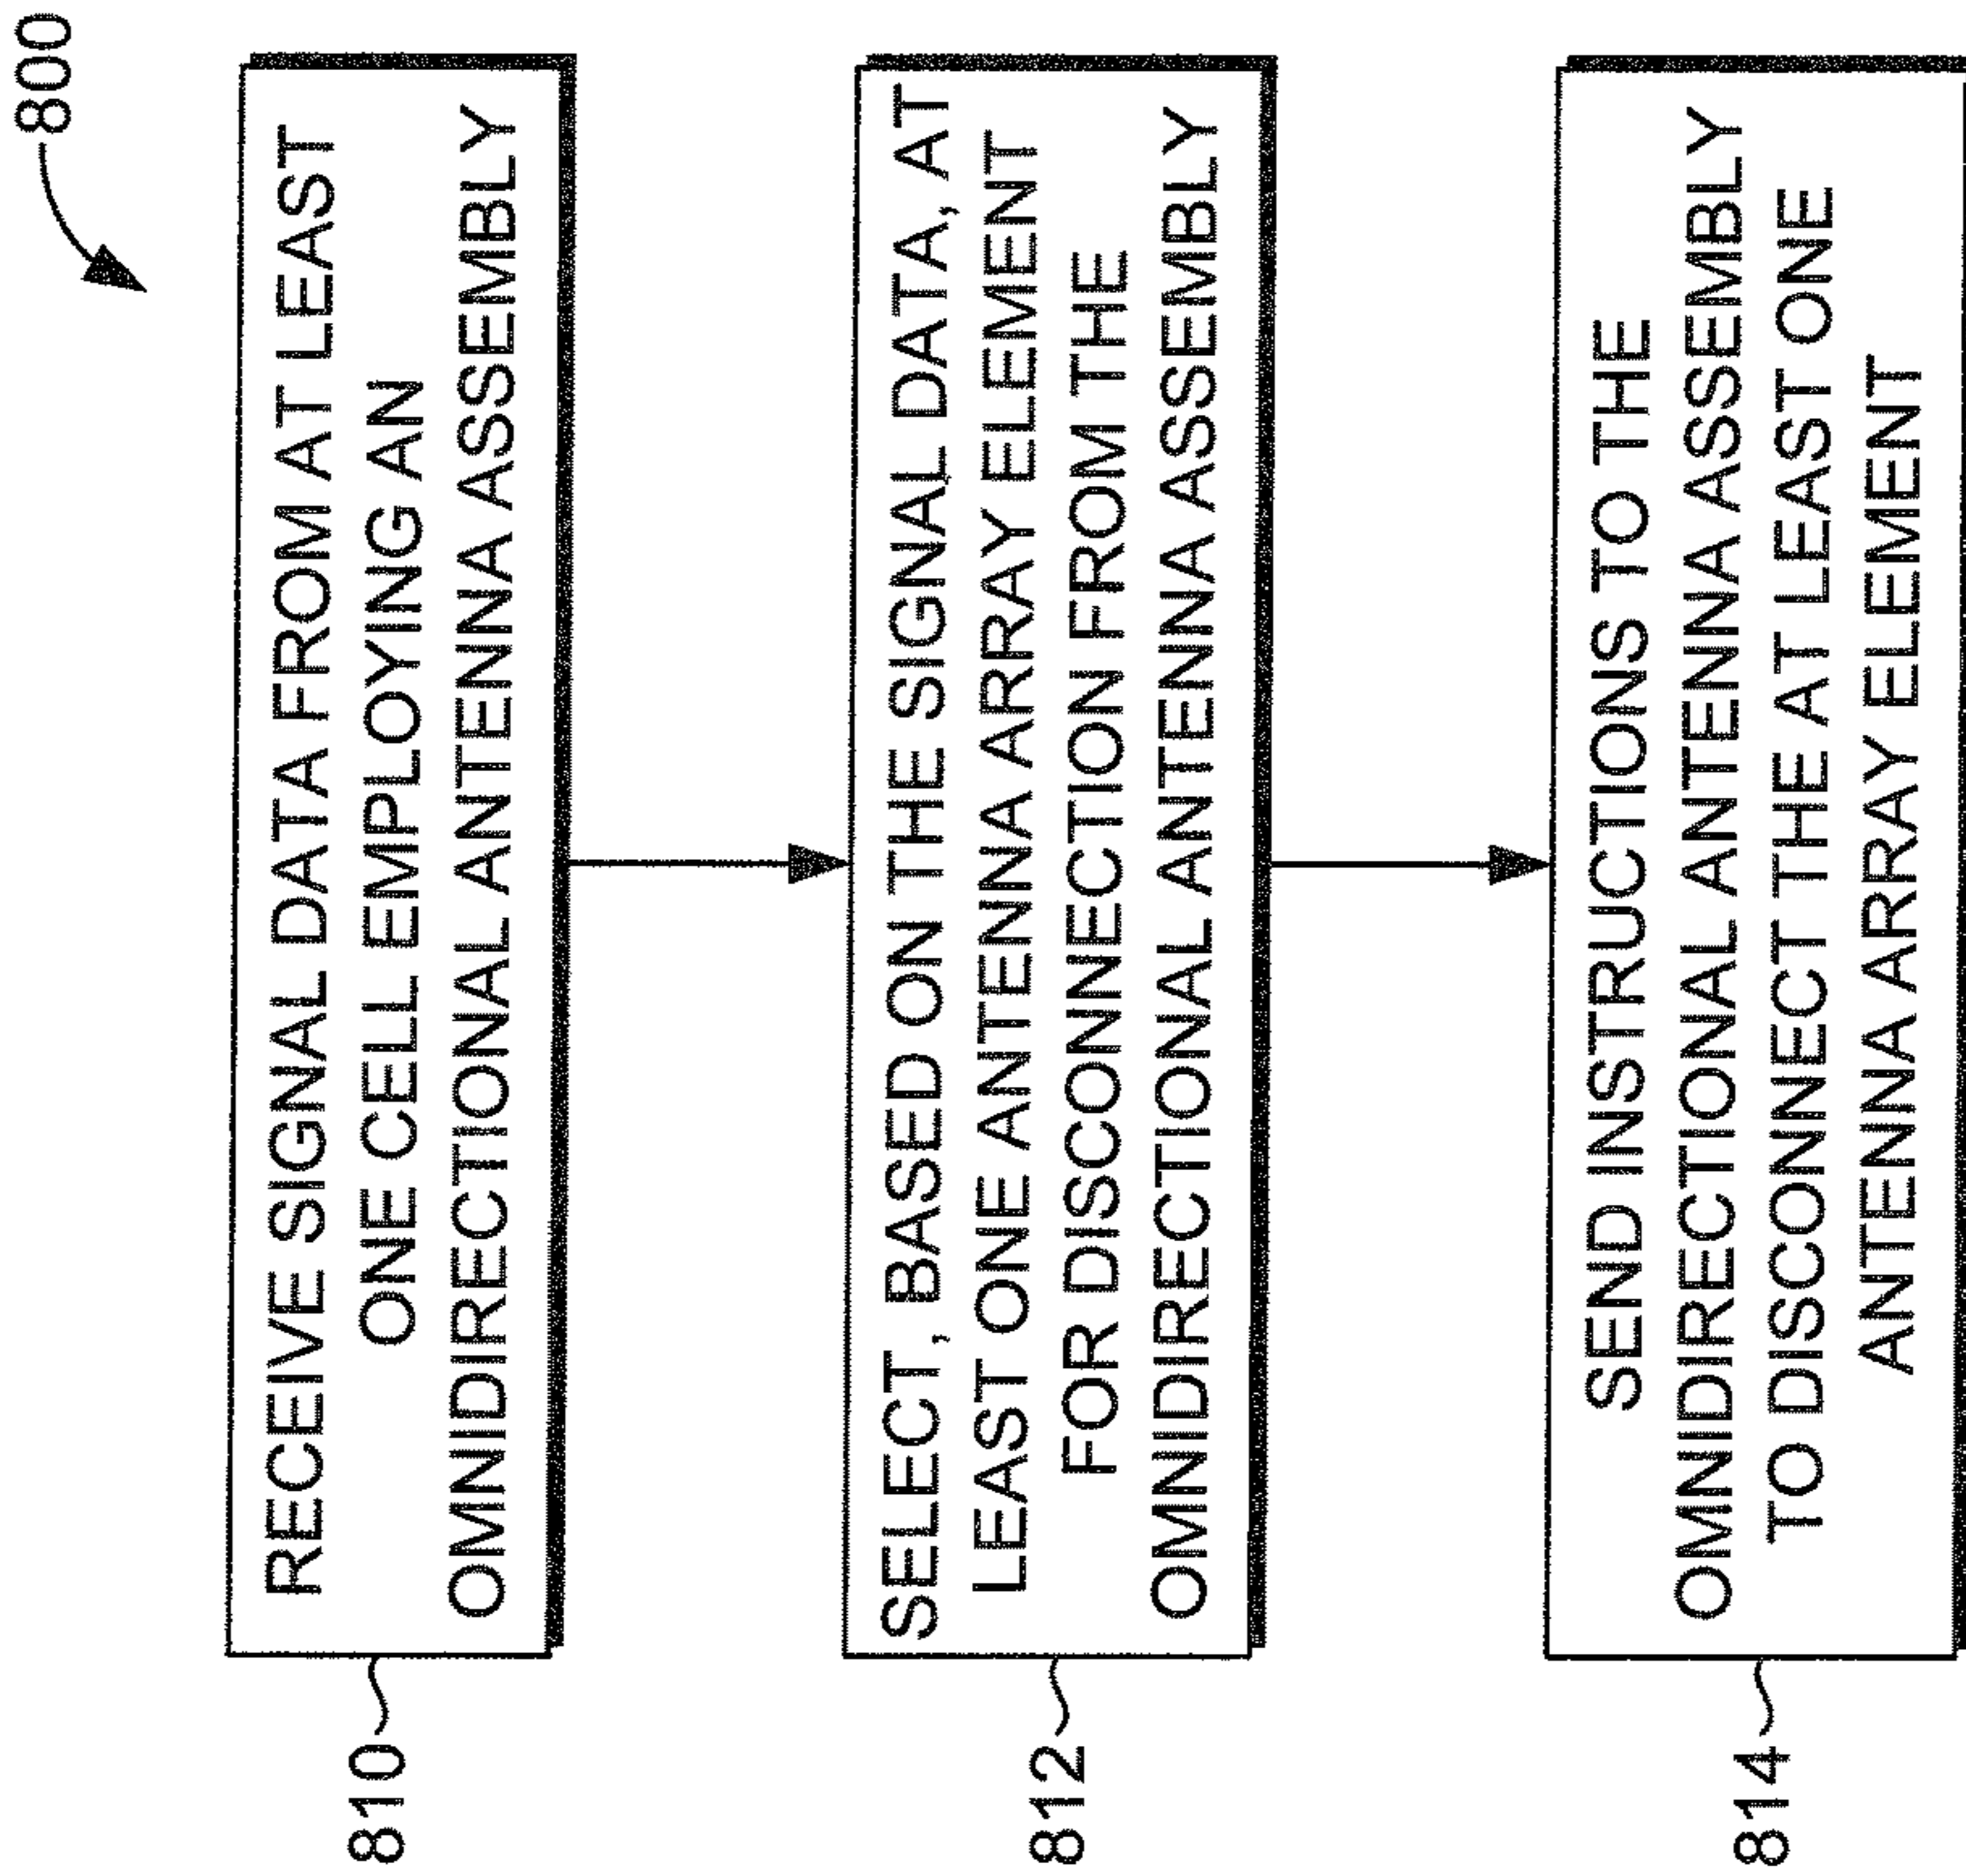 800
810
RECEIVE SIGNAL DATA FROM AT LEAST
ONE CELL EMPLOYING AN
OMNIDIRECTIONAL ANTENNA ASSEMBLY
812
SELECT, BASED ON THE SIGNAL DATA, AT
LEAST ONE ANTENNA ARRAY ELEMENT
FOR DISCONNECTION FROM THE
OMNIDIRECTIONAL ANTENNA ASSEMBLY
814
SEND INSTRUCTIONS TO THE
OMNIDIRECTIONAL ANTENNA ASSEMBLY
TO DISCONNECT THE AT LEAST ONE
ANTENNA ARRAY ELEMENT